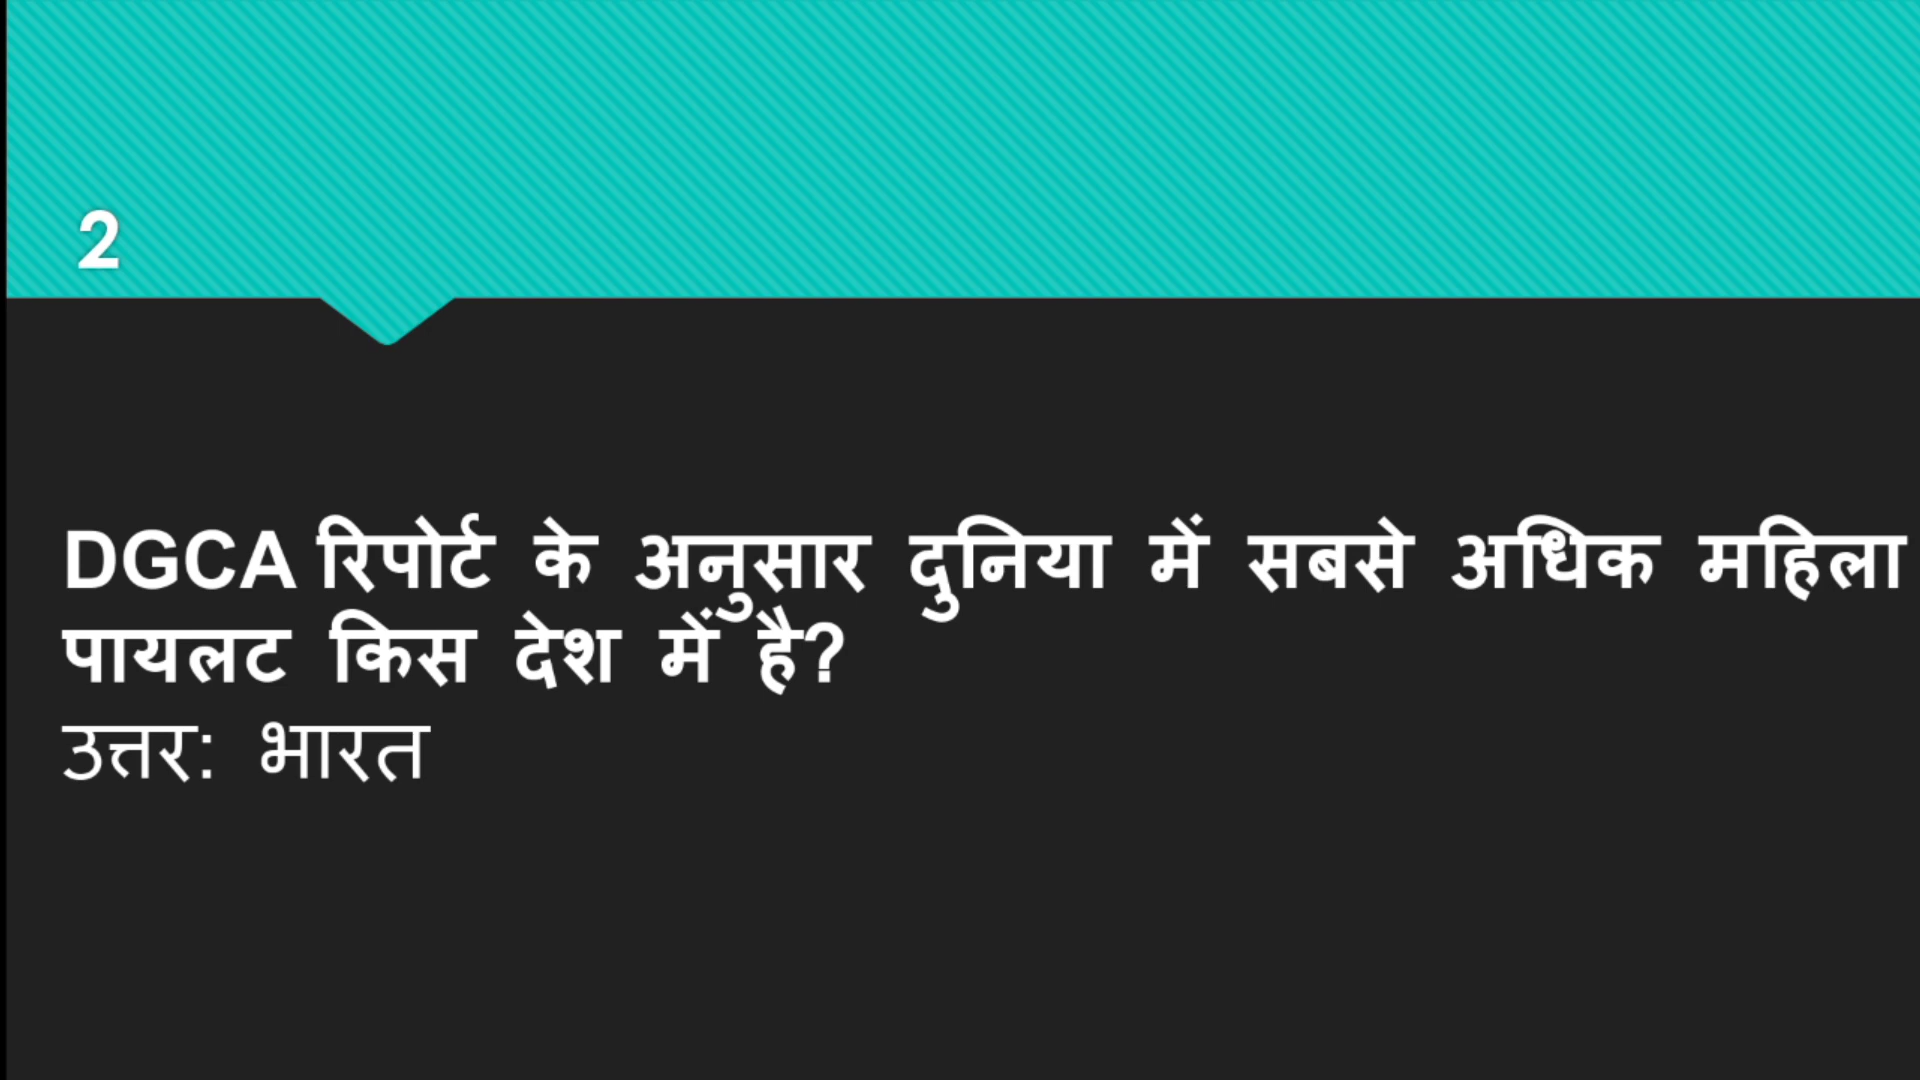 2
DGCA रिपोर्ट के अनुसार दुनिया में सबसे अधिक महिला
पायलट किस देश में है?
उत्तर: भारत